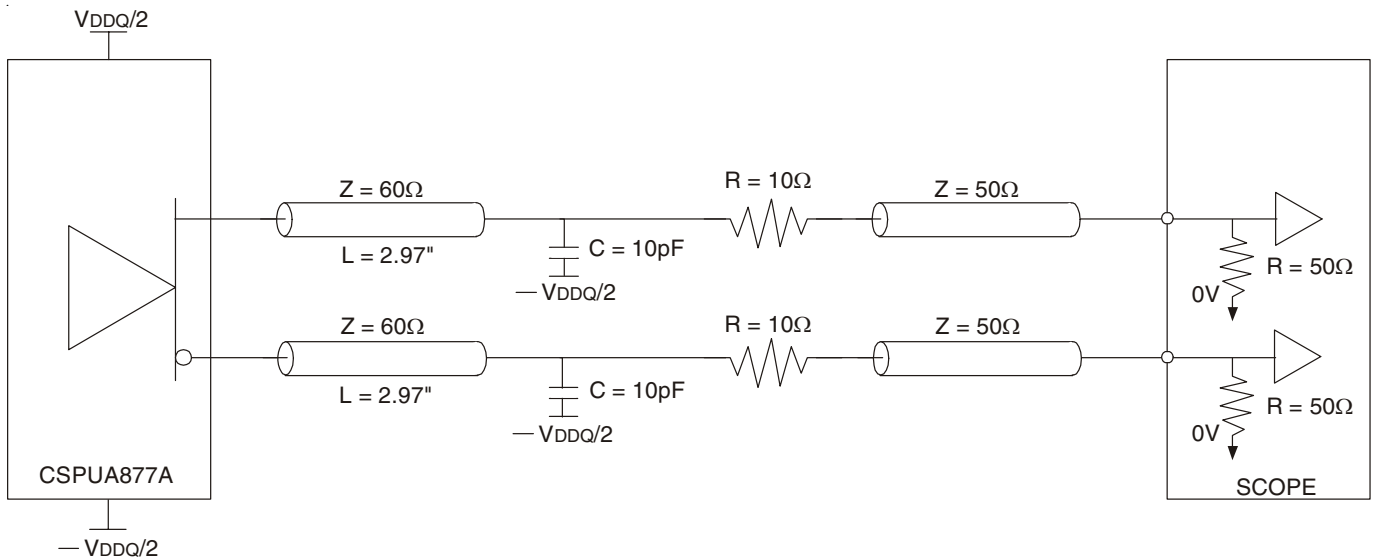 VDDQ/2
Z = 60Ω
R = 10Ω
Z = 50Ω
L = 2.97"
C = 10pF
— VDDQ/2
R = 50Ω
0V
Z = 60Ω
R = 10Ω
Z = 50Ω
L = 2.97"
C = 10pF
— VDDQ/2
R = 50Ω
0V
CSPUA877A
SCOPE
— VDDQ/2